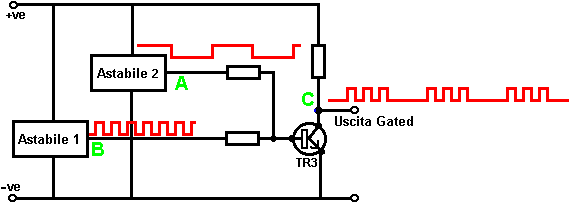 +ve
Astabile 2
A
C
Uscita Gated
Astabile 1
B
TR3
-ve